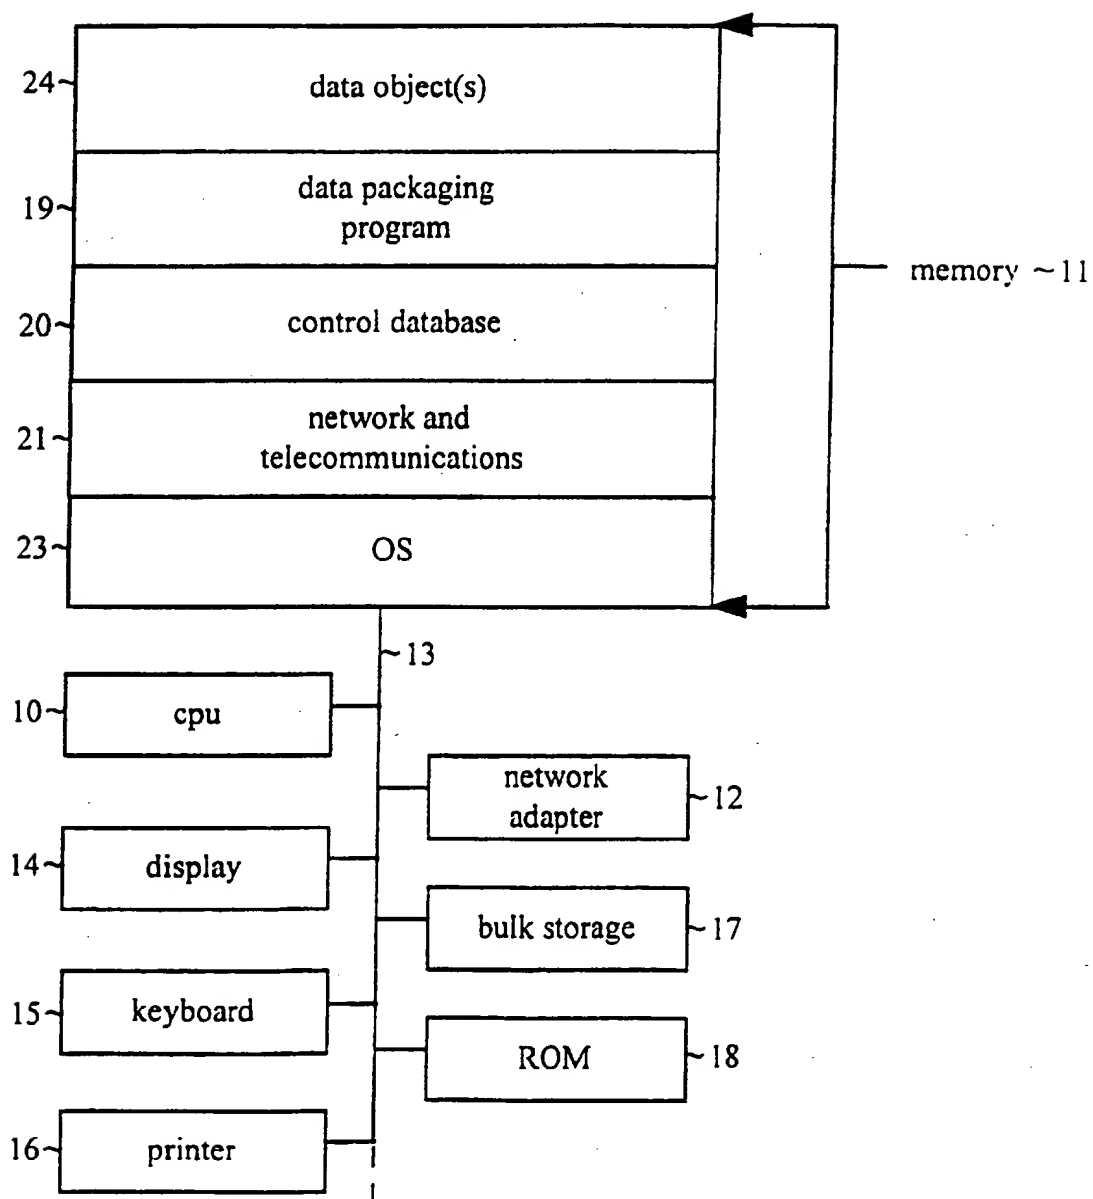 24~ data object(s)
19~ data packaging
program
memory ~11
20~ control database
21~ network and
telecommunications
23~ OS
~13
10~ cpu
network
adapter ~12
14~ display
bulk storage ~17
15~ keyboard
ROM ~18
16~ printer